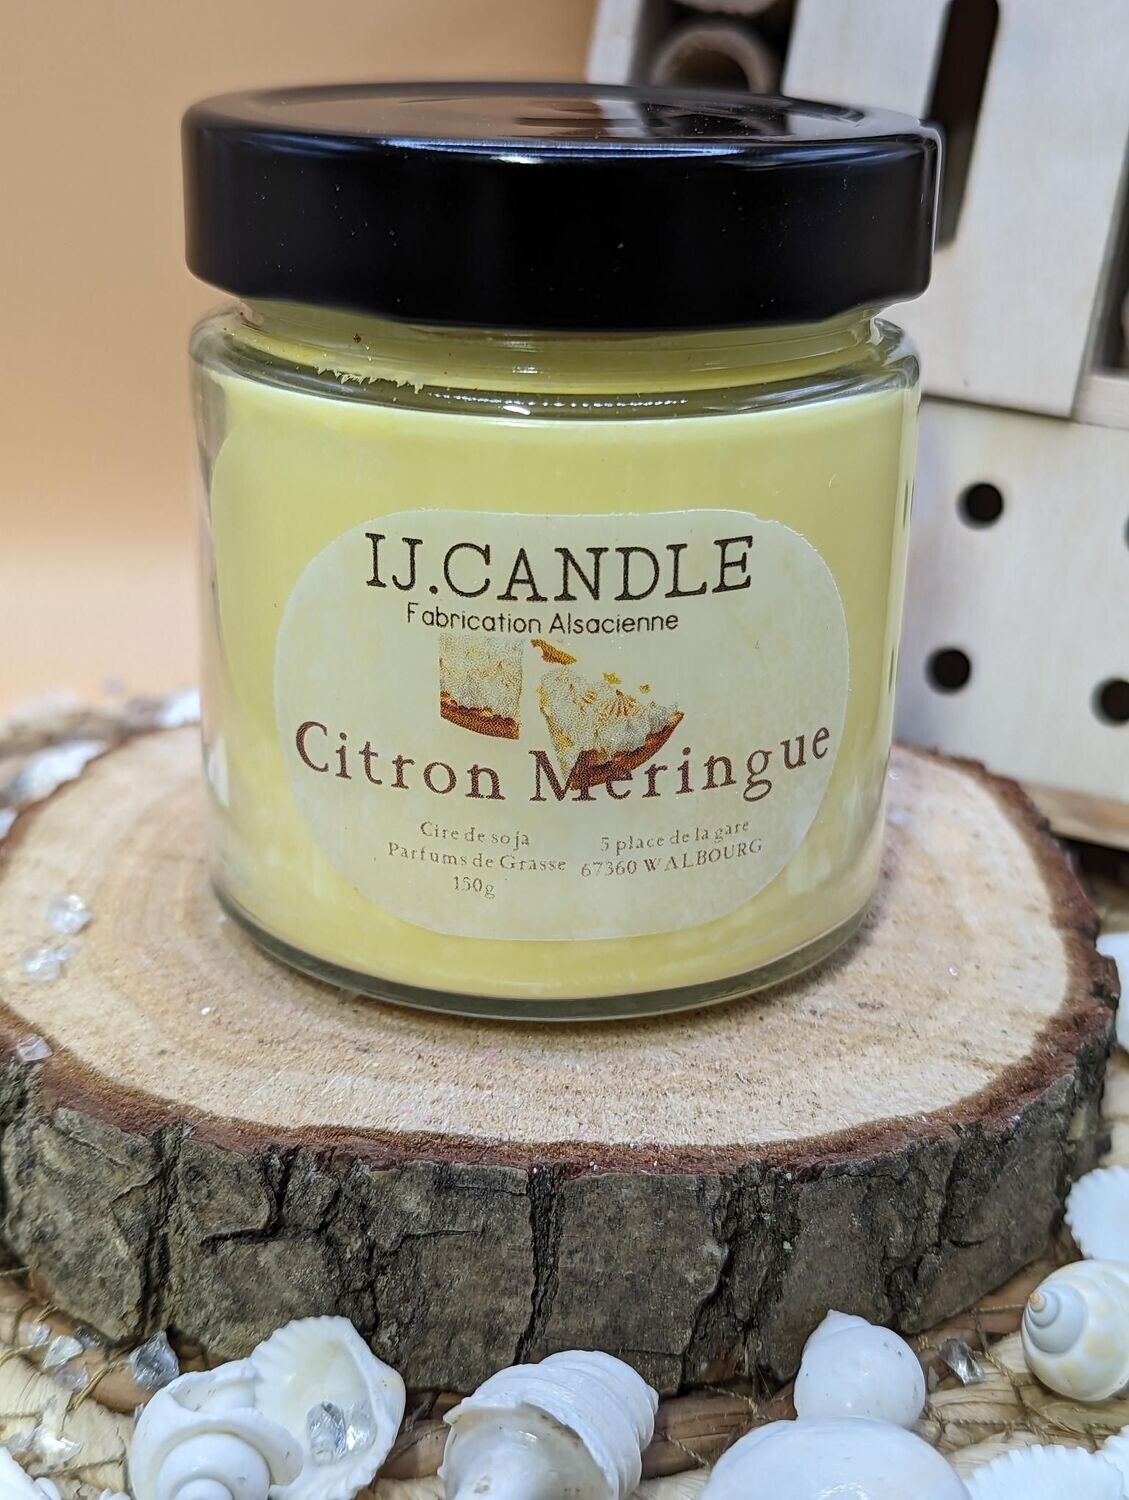 IJ.CANDLE
Fabrication Alsacienne
Citron Meringue
Cire de soja
Parfums de Grasse
150g
5 place de la gare
67360 WALBOURG